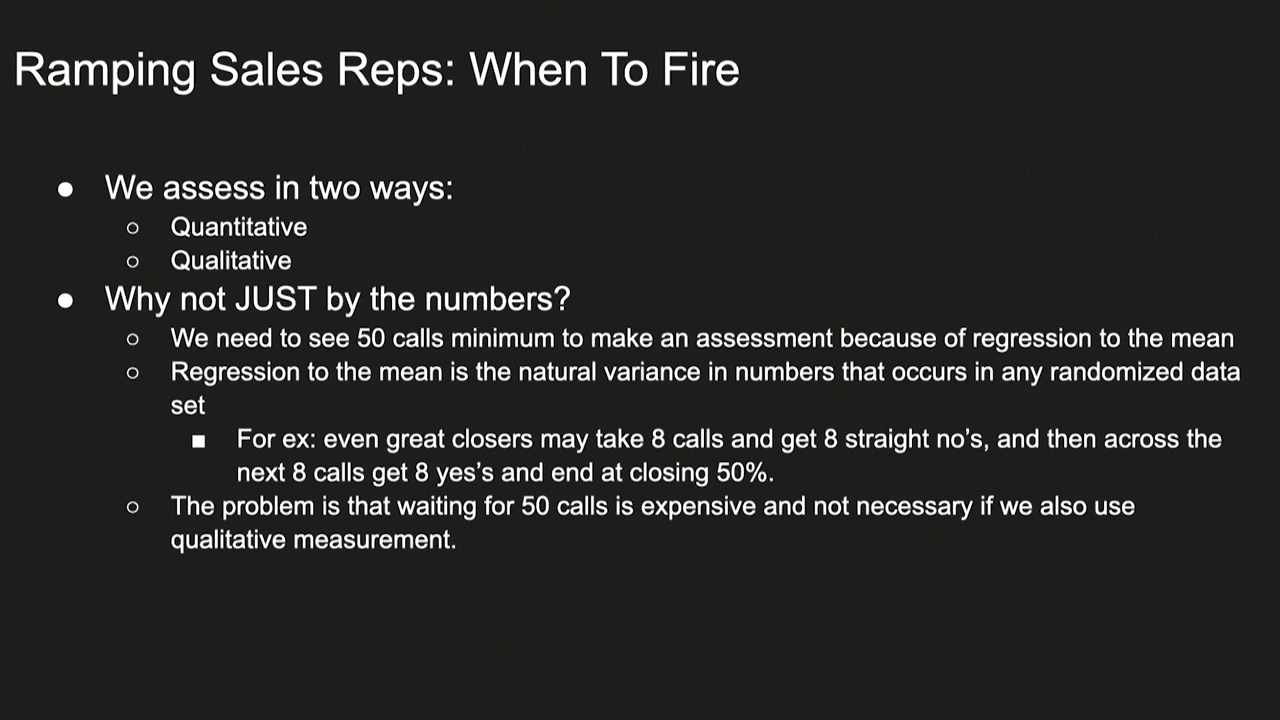 Ramping Sales Reps: When To Fire
● We assess in two ways:
○ Quantitative
○ Qualitative
● Why not JUST by the numbers?
○ We need to see 50 calls minimum to make an assessment because of regression to the mean
○ Regression to the mean is the natural variance in numbers that occurs in any randomized data
set
■ For ex: even great closers may take 8 calls and get 8 straight no’s, and then across the
next 8 calls get 8 yes’s and end at closing 50%.
○ The problem is that waiting for 50 calls is expensive and not necessary if we also use
qualitative measurement.